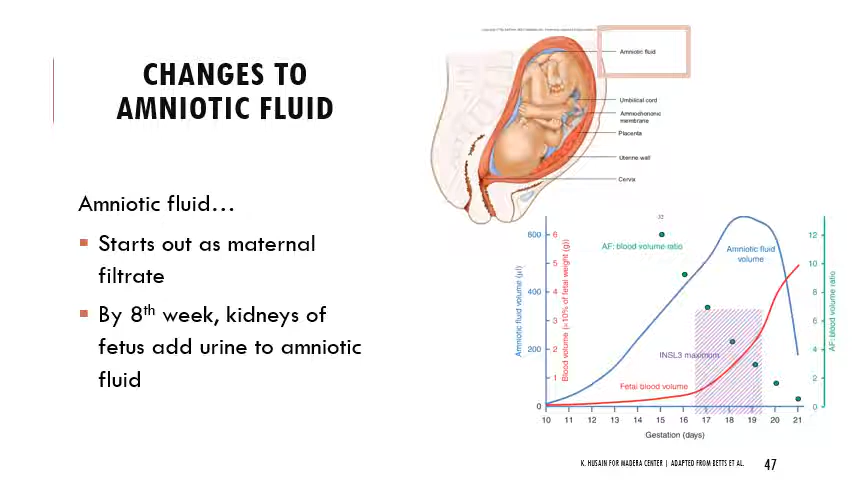 CHANGES TO
AMNIOTIC FLUID
Amniotic fluid…
Starts out as maternal
filtrate
By 8th week, kidneys of
fetus add urine to amniotic
fluid
Amniotic fluid
Umbilical cord
Amniochorionic
membrane
Placenta
Uterine wall
Cervix
AF: blood volume ratio
Amniotic fluid
volume
INSL3 maximum
Fetal blood volume
Amniotic fluid volume (µl)
600
400
200
0
Blood volume (=10% of fetal weight (g))
6
5
4
3
2
1
12
10
8
6
4
2
0
AF: blood volume ratio
10 11 12 13 14 15 16 17 18 19 20 21
Gestation (days)
K. HUSAIN FOR MADERA CENTER | ADAPTED FROM BETTS ET AL.
47